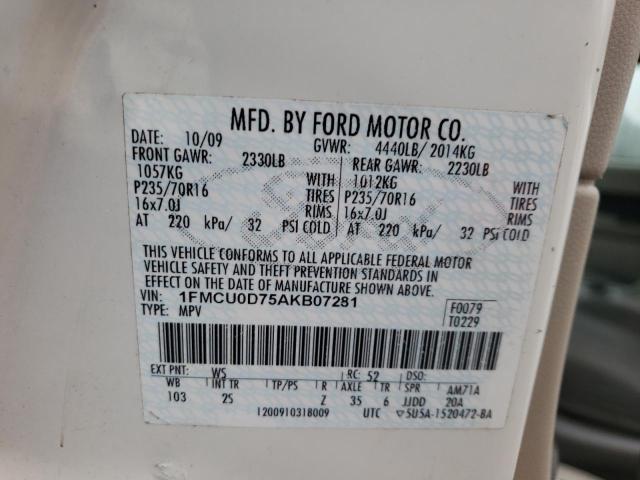 MFD. BY FORD MOTOR CO.
DATE: 10/09 GVWR: 4440LB/ 2014KG
FRONT GAWR: 2330LB REAR GAWR: 2230LB
1057KG WITH 1012KG WITH
P235/70R16 TIRES P235/70R16 TIRES
16x7.0J RIMS 16x7.0J RIMS
AT 220 kPa/ 32 PSI COLD AT 220 kPa/ 32 PSI COLD
THIS VEHICLE CONFORMS TO ALL APPLICABLE FEDERAL MOTOR
VEHICLE SAFETY AND THEFT PREVENTION STANDARDS IN
EFFECT ON THE DATE OF MANUFACTURE SHOWN ABOVE.
VIN: 1FMCU0D75AKB07281 F0079
TYPE: MPV T0229
EXT PNT: WS RC: 52 DSO:
WB INT TR TP/PS R AXLE TR SPR AM71A
103 2S Z 35 6 JJDD 20A
1200910318009 UTC 5U5A-1520472-BA